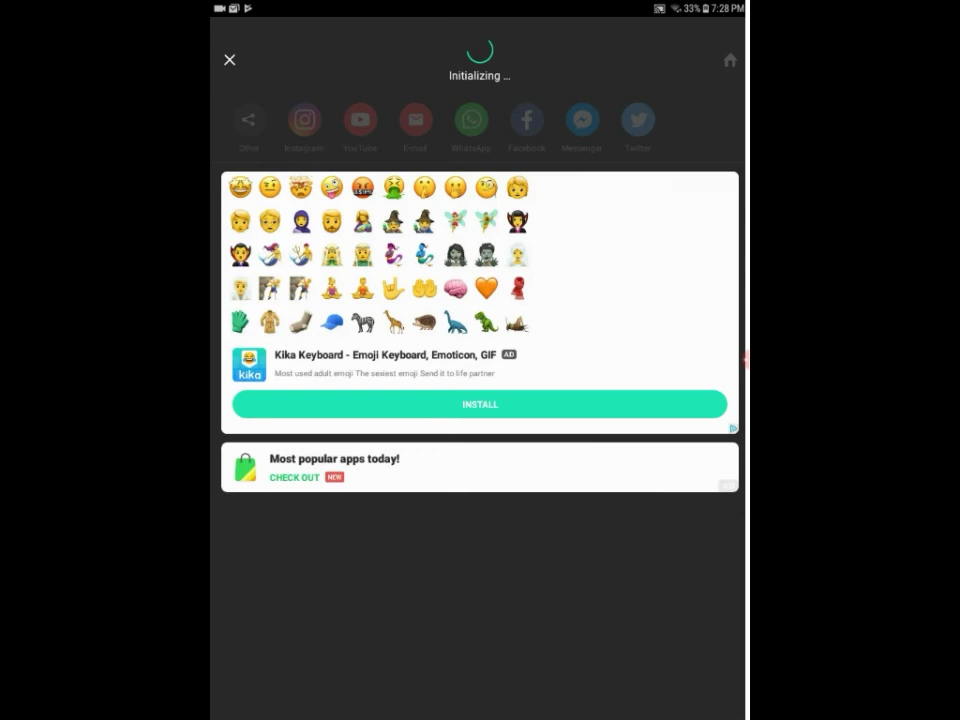 33% 7:28 PM
Initializing ...
Other Instagram YouTube E-mail WhatsApp Facebook Messenger Twitter
Kika Keyboard - Emoji Keyboard, Emoticon, GIF AD
Most used adult emoji The sexiest emoji Send it to life partner
kika
INSTALL
Most popular apps today!
CHECK OUT NEW